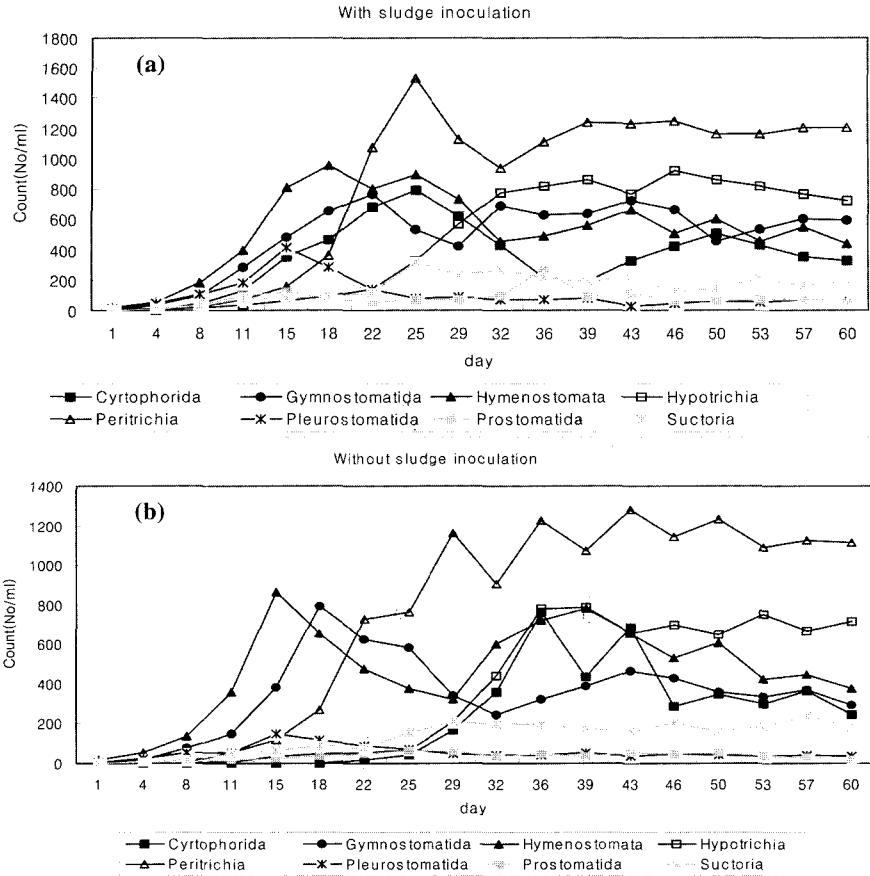 With sludge inoculation
1800
1600
1400
1200
1000
800
600
400
200
0
Count(No/ml)
(a)
1 4 8 11 15 18 22 25 29 32 36 39 43 46 50 53 57 60
day
Cyrtophorida Gymnostomatida Hymenostomata Hypotrichia
Peritrichia Pleurostomatida Prostomatida Suctoria
Without sludge inoculation
1400
1200
1000
800
600
400
200
0
Count(No/ml)
(b)
1 4 8 11 15 18 22 25 29 32 36 39 43 46 50 53 57 60
day
Cyrtophorida Gymnostomatida Hymenostomata Hypotrichia
Peritrichia Pleurostomatida Prostomatida Suctoria